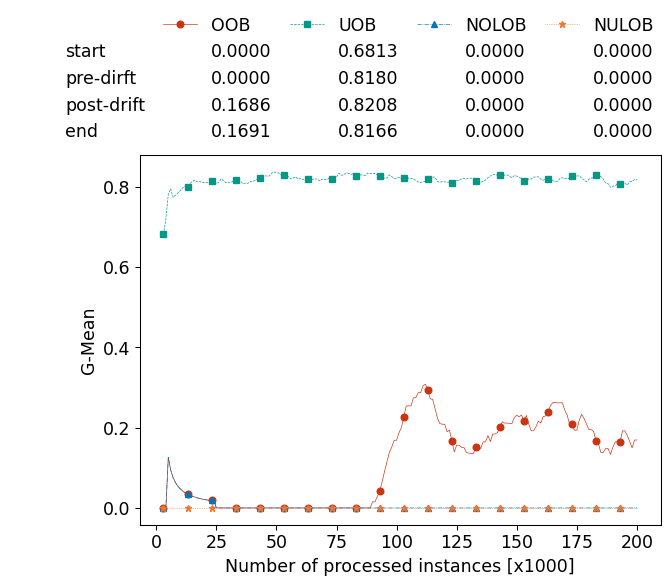 OOB UOB NOLOB NULOB
start 0.0000 0.6813 0.0000 0.0000
pre-dirft 0.0000 0.8180 0.0000 0.0000
post-drift 0.1686 0.8208 0.0000 0.0000
end 0.1691 0.8166 0.0000 0.0000
0.8
0.6
0.4
0.2
0.0
G-Mean
0 25 50 75 100 125 150 175 200
Number of processed instances [x1000]